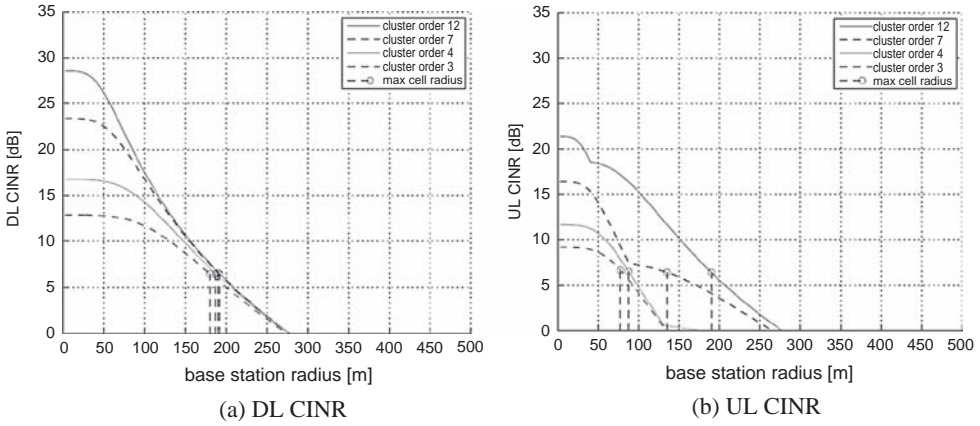 35
30
25
20
15
10
5
0
DL CINR [dB]
cluster order 12
cluster order 7
cluster order 4
cluster order 3
max cell radius
0 50 100 150 200 250 300 350 400 450 500
base station radius [m]
(a) DL CINR
35
30
25
20
15
10
5
0
UL CINR [dB]
cluster order 12
cluster order 7
cluster order 4
cluster order 3
max cell radius
0 50 100 150 200 250 300 350 400 450 500
base station radius [m]
(b) UL CINR